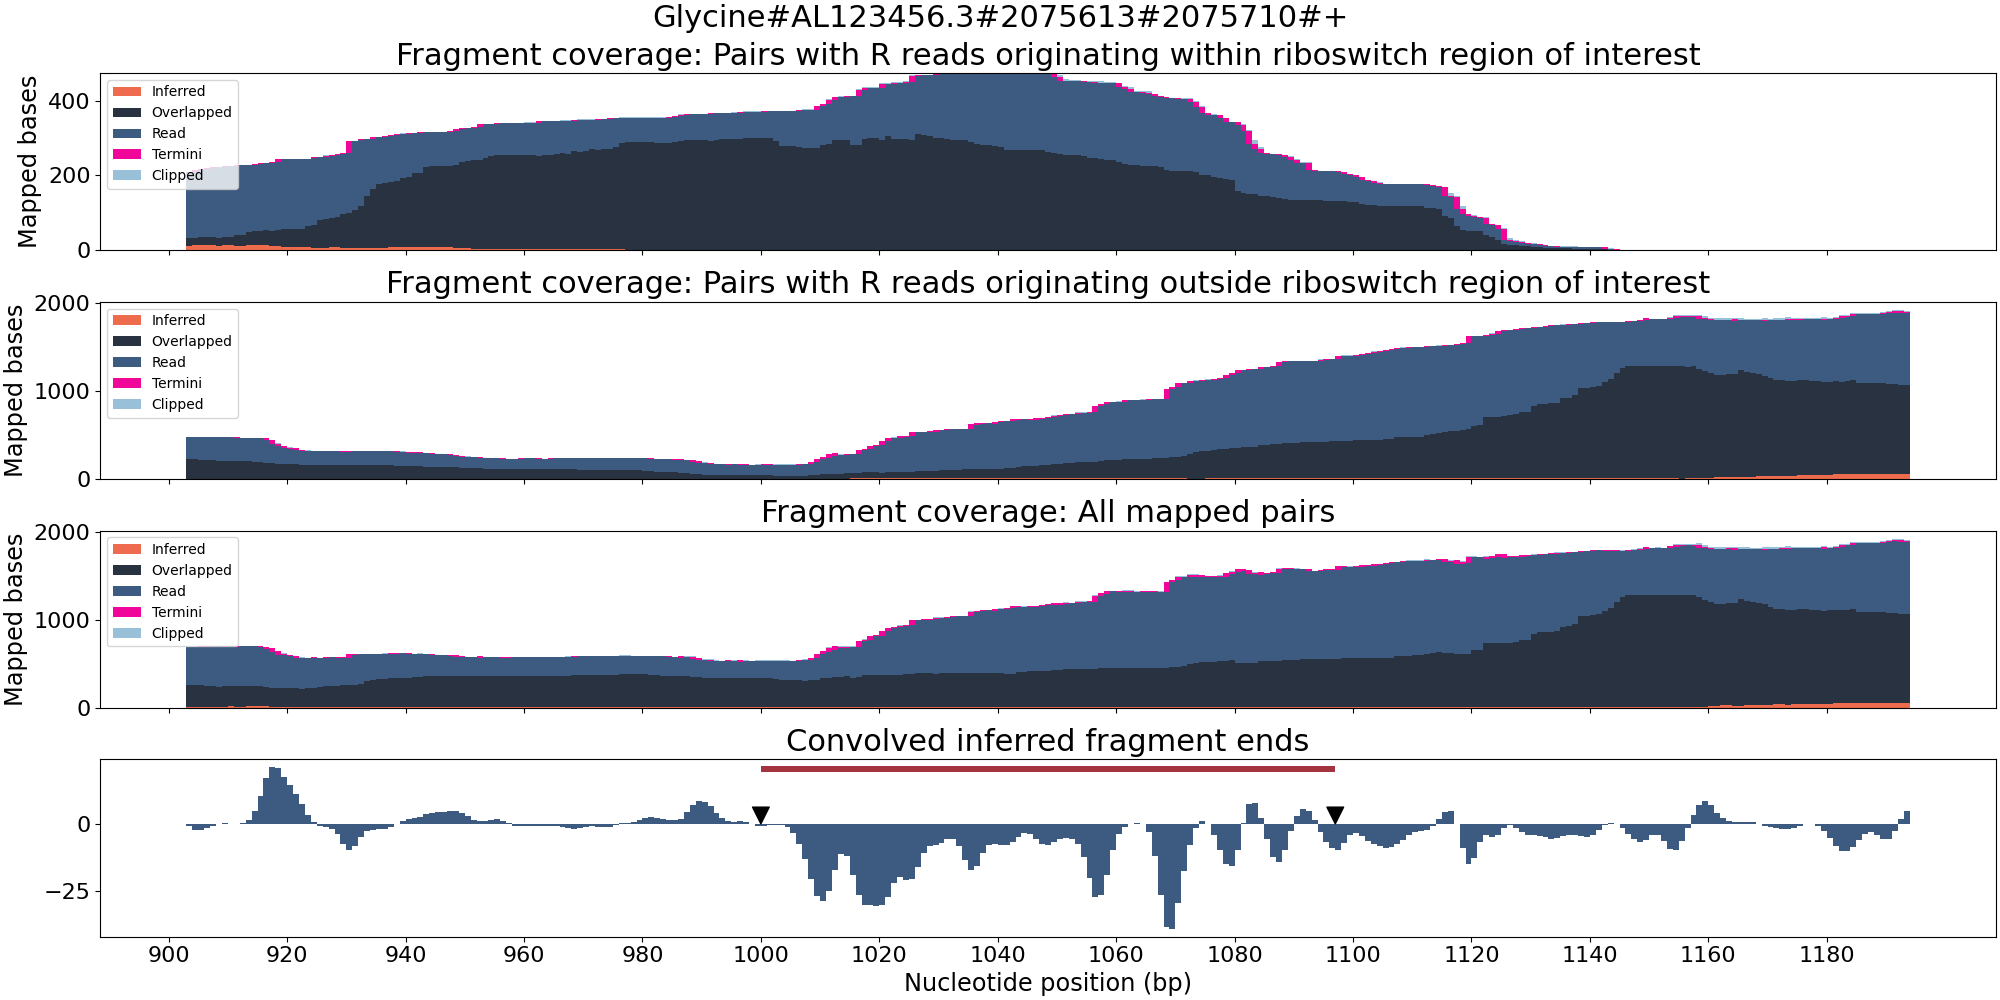 Glycine#AL123456.3#2075613#2075710#+
Fragment coverage: Pairs with R reads originating within riboswitch region of interest
Mapped bases
400
200
0
Inferred
Overlapped
Read
Termini
Clipped
Fragment coverage: Pairs with R reads originating outside riboswitch region of interest
Mapped bases
2000
1000
0
Inferred
Overlapped
Read
Termini
Clipped
Fragment coverage: All mapped pairs
Mapped bases
2000
1000
0
Inferred
Overlapped
Read
Termini
Clipped
Convolved inferred fragment ends
0
−25
900 920 940 960 980 1000 1020 1040 1060 1080 1100 1120 1140 1160 1180
Nucleotide position (bp)